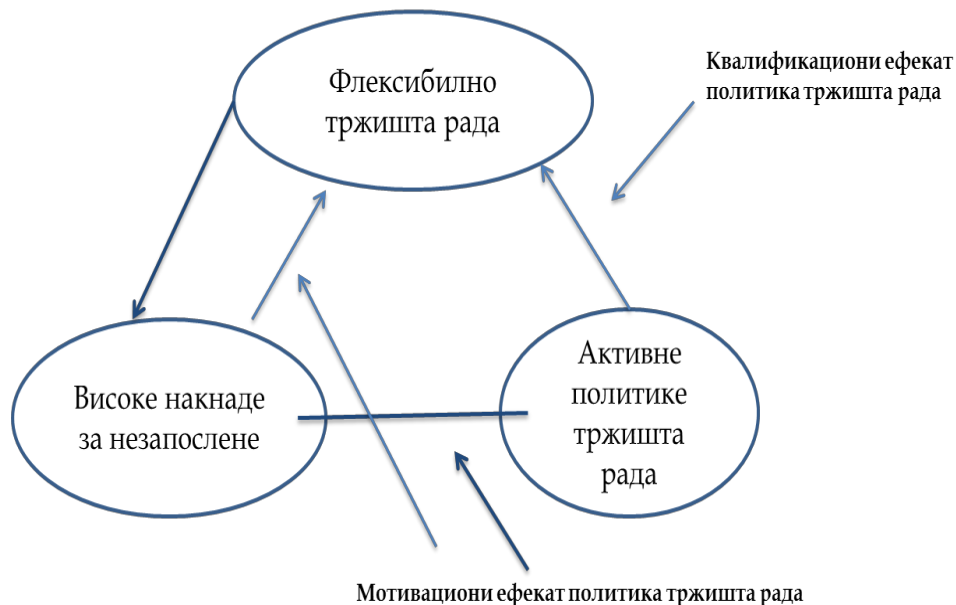 Флексибилно
тржишта рада
Квалификациони ефекат
политика тржишта рада
Високе накнаде
за незапослене
Активне
политике
тржишта
рада
Мотивациони ефекат политика тржишта рада